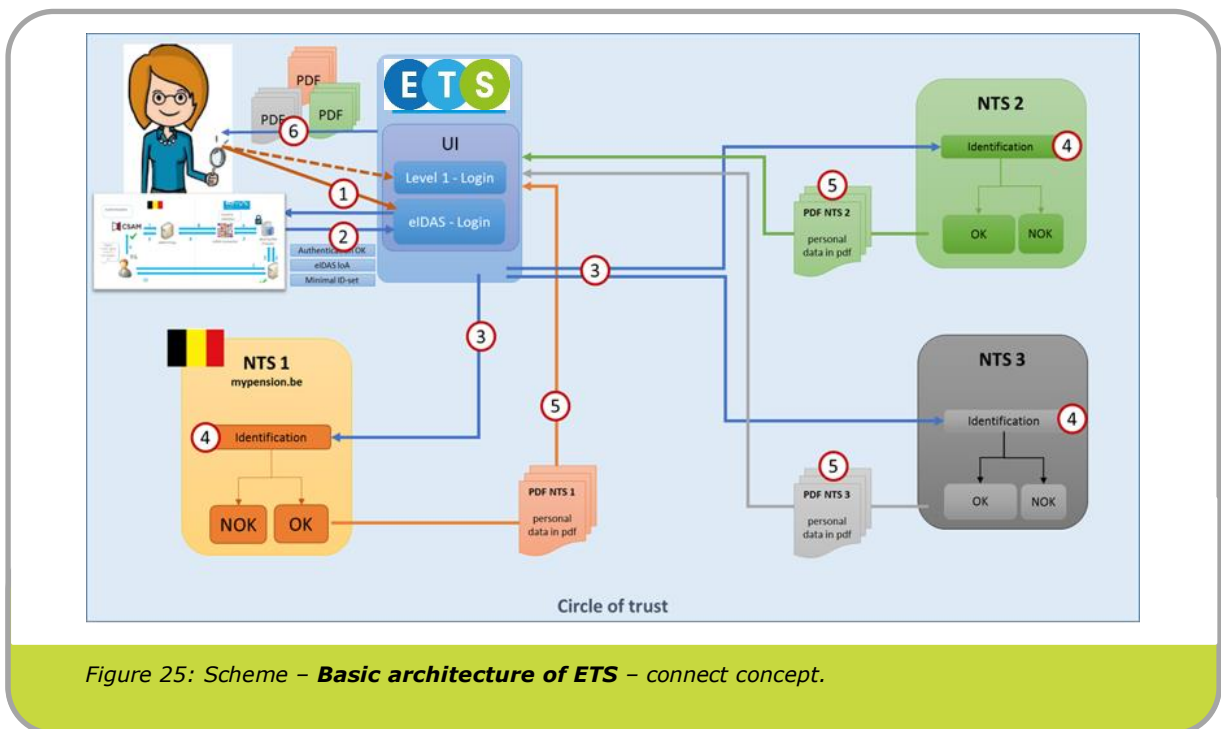 PDF
PDF
PDF
6
ETS
UI
Level 1 - Login
eIDAS - Login
1
2
CSAM
Authentication OK
eIDAS loA
Minimal ID-set
3
3
NTS 2
Identification
4
OK
NOK
5
PDF NTS 2
personal
data in pdf
NTS 1
mypension.be
4
Identification
NOK
OK
5
PDF NTS 1
personal
data in pdf
NTS 3
Identification
4
OK
NOK
5
PDF NTS 3
personal
data in pdf
Circle of trust
Figure 25: Scheme – Basic architecture of ETS – connect concept.